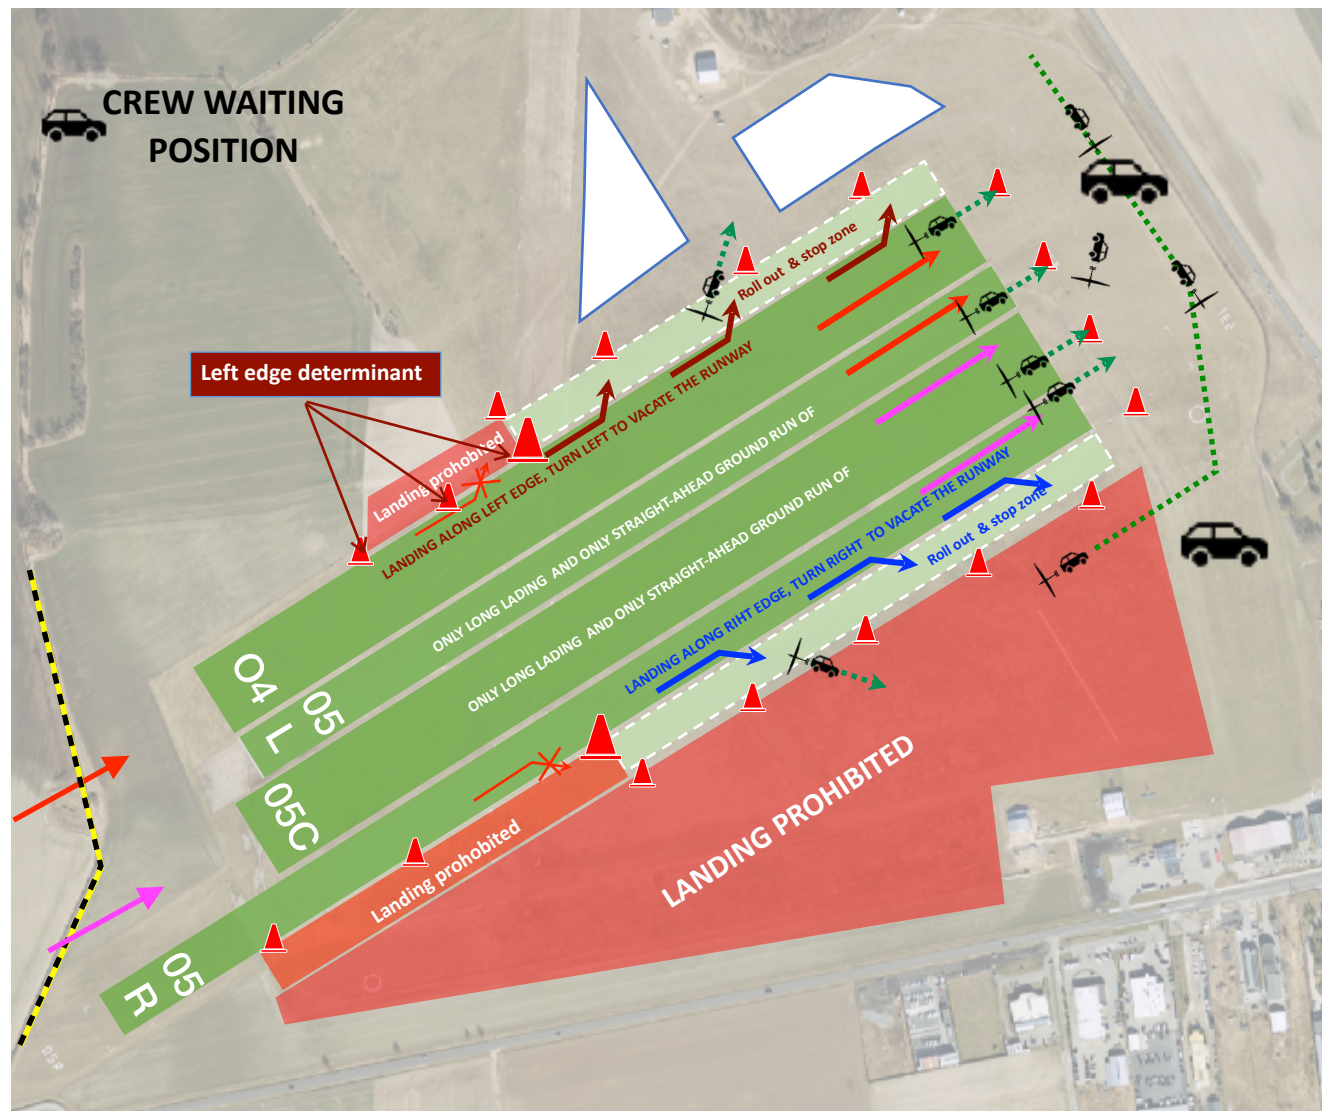 CREW WAITING
POSITION
Left edge determinant
Landing prohobited
LANDING ALONG LEFT EDGE, TURN LEFT TO VACATE THE RUNWAY
Roll out & stop zone
ONLY LONG LADING AND ONLY STRAIGHT-AHEAD GROUND RUN OF
ONLY LONG LADING AND ONLY STRAIGHT-AHEAD GROUND RUN OF
LANDING ALONG RIHT EDGE, TURN RIGHT TO VACATE THE RUNWAY
Roll out & stop zone
O4
05
L
05C
05
R
Landing prohobited
LANDING PROHIBITED